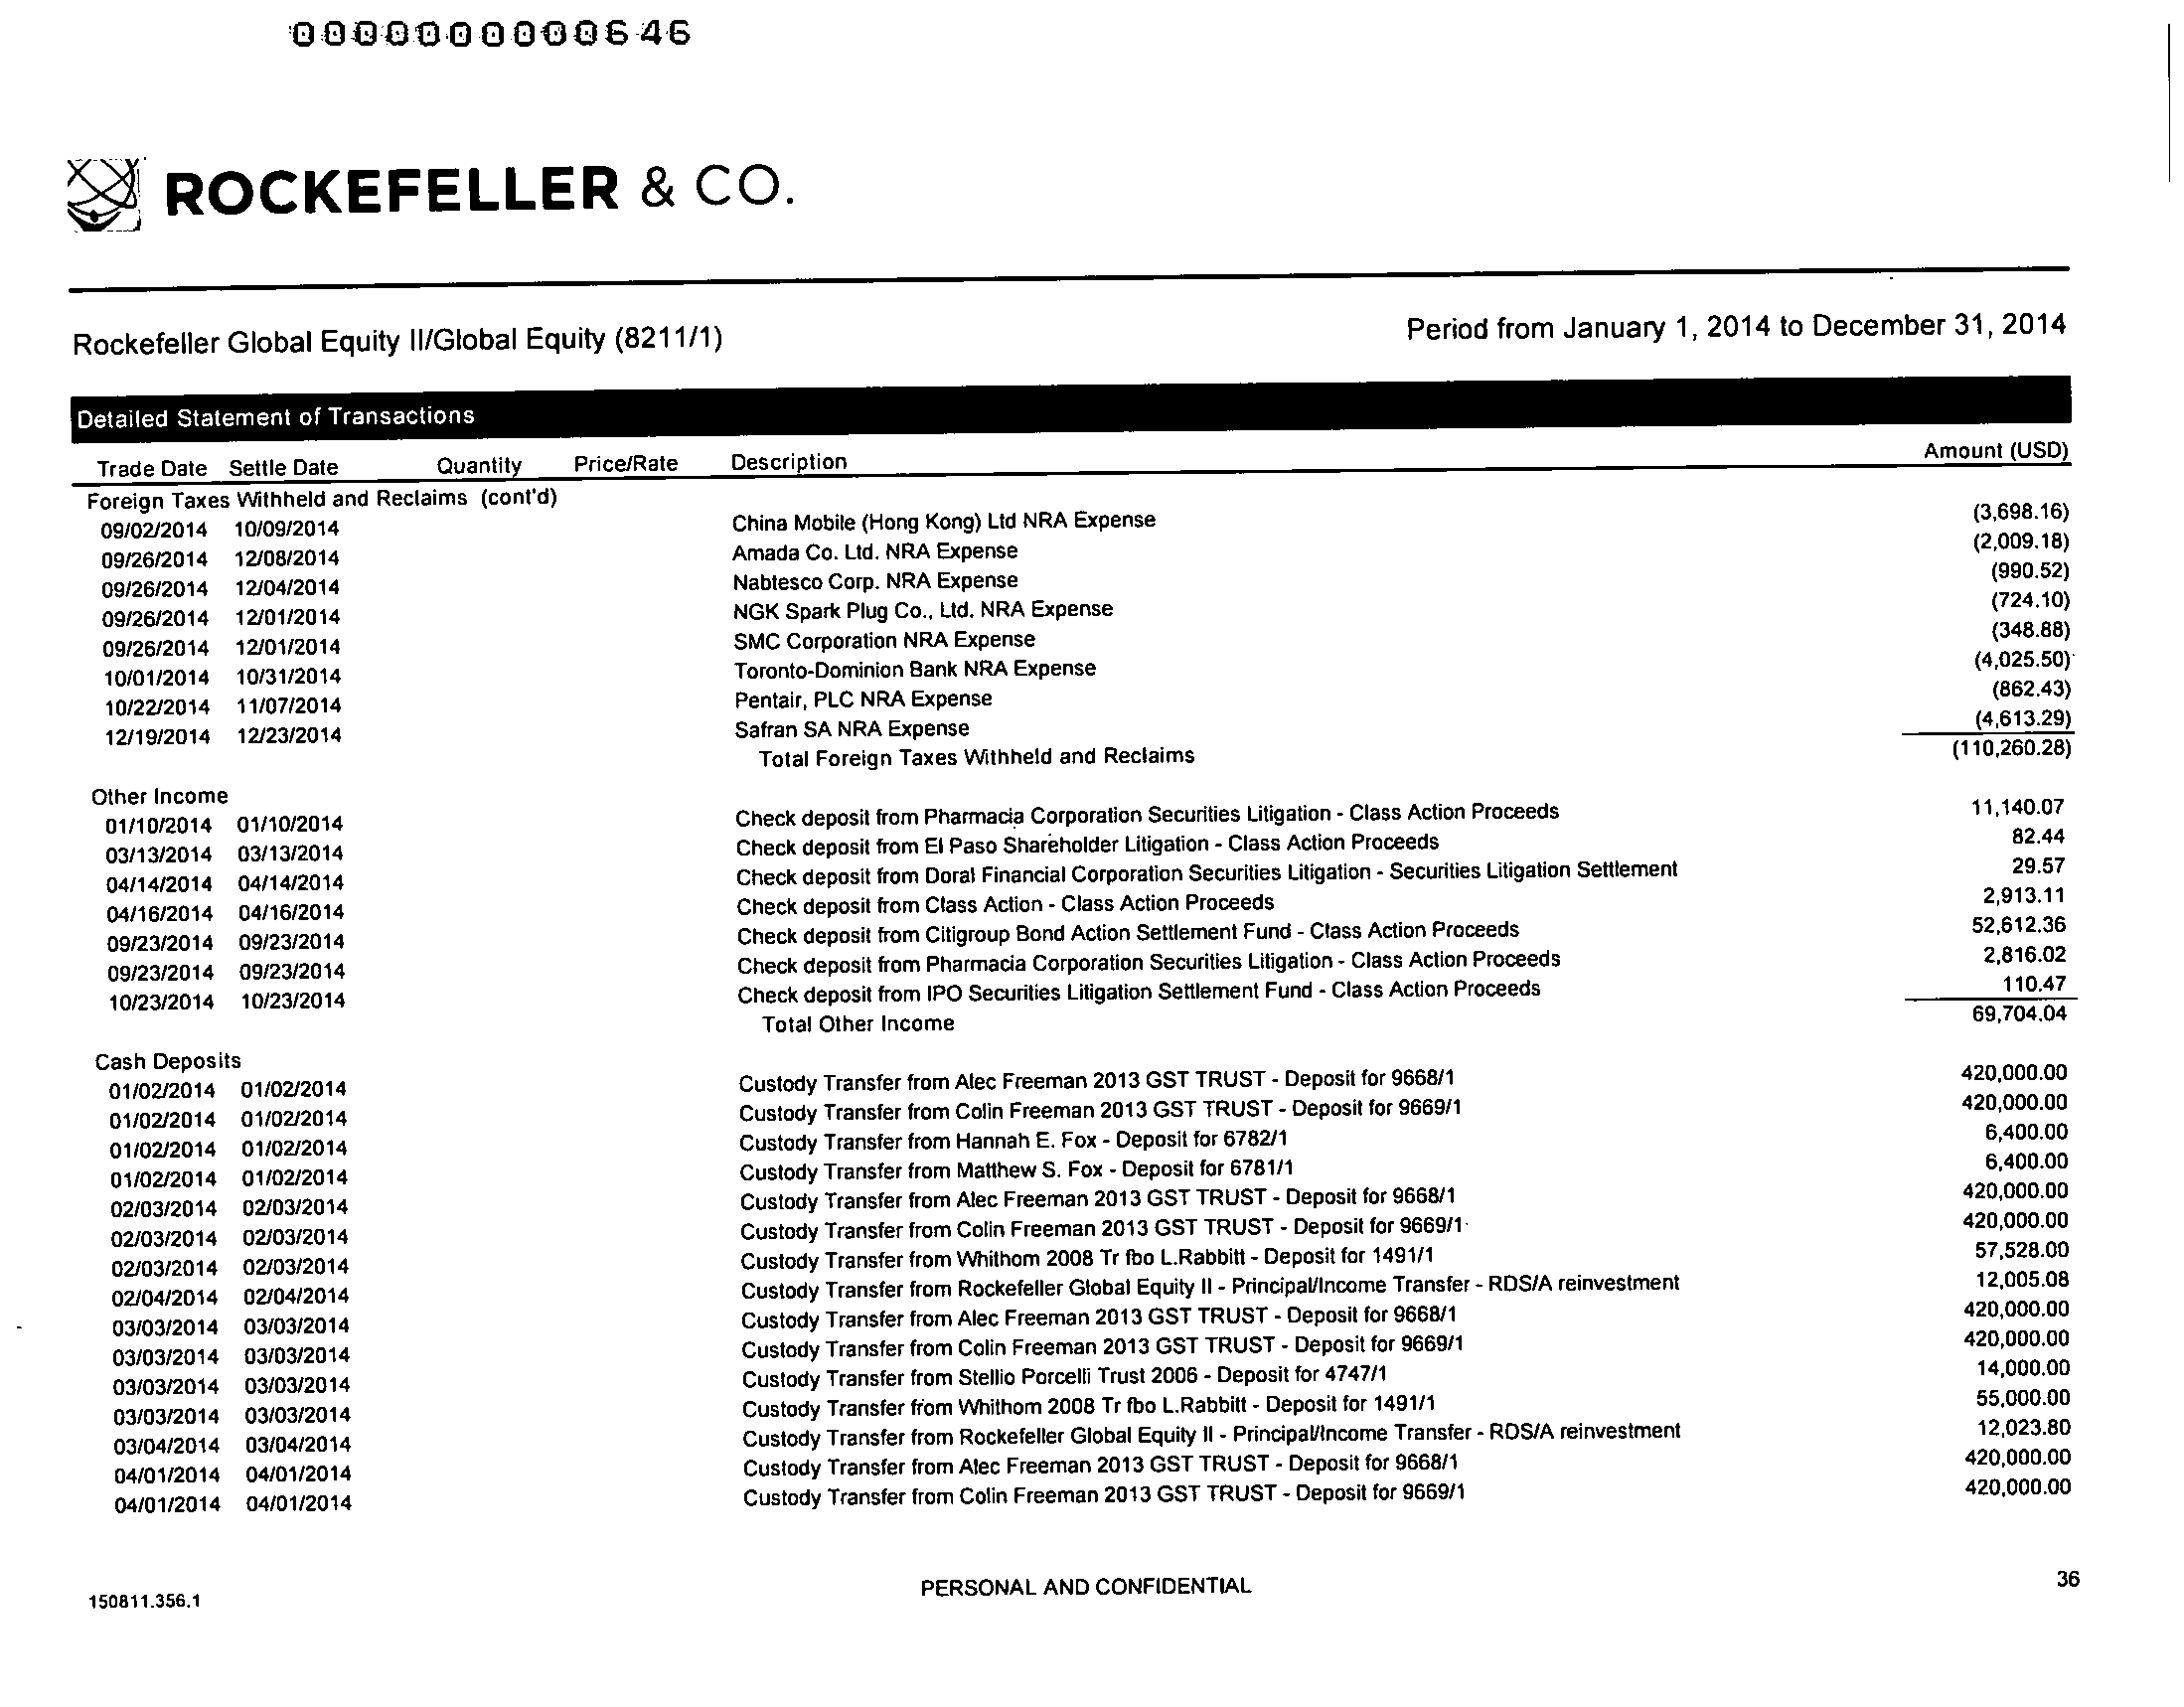 0000000000646
ROCKEFELLER & CO.
Rockefeller Global Equity II/Global Equity (8211/1) Period from January 1, 2014 to December 31, 2014
Detailed Statement of Transactions
Trade Date Settle Date Quantity Price/Rate Description Amount (USD)
Foreign Taxes Withheld and Reclaims (cont'd)
09/02/2014 10/09/2014 China Mobile (Hong Kong) Ltd NRA Expense (3,698.16)
09/26/2014 12/08/2014 Amada Co. Ltd. NRA Expense (2,009.18)
09/26/2014 12/04/2014 Nabtesco Corp. NRA Expense (990.52)
09/26/2014 12/01/2014 NGK Spark Plug Co., Ltd. NRA Expense (724.10)
09/26/2014 12/01/2014 SMC Corporation NRA Expense (348.88)
10/01/2014 10/31/2014 Toronto-Dominion Bank NRA Expense (4,025.50)
10/22/2014 11/07/2014 Pentair, PLC NRA Expense (862.43)
12/19/2014 12/23/2014 Safran SA NRA Expense (4,613.29)
Total Foreign Taxes Withheld and Reclaims (110,260.28)
Other Income
01/10/2014 01/10/2014 Check deposit from Pharmacia Corporation Securities Litigation - Class Action Proceeds 11,140.07
03/13/2014 03/13/2014 Check deposit from El Paso Shareholder Litigation - Class Action Proceeds 82.44
04/14/2014 04/14/2014 Check deposit from Doral Financial Corporation Securities Litigation - Securities Litigation Settlement 29.57
04/16/2014 04/16/2014 Check deposit from Class Action - Class Action Proceeds 2,913.11
09/23/2014 09/23/2014 Check deposit from Citigroup Bond Action Settlement Fund - Class Action Proceeds 52,612.36
09/23/2014 09/23/2014 Check deposit from Pharmacia Corporation Securities Litigation - Class Action Proceeds 2,816.02
10/23/2014 10/23/2014 Check deposit from IPO Securities Litigation Settlement Fund - Class Action Proceeds 110.47
Total Other Income 69,704.04
Cash Deposits
01/02/2014 01/02/2014 Custody Transfer from Alec Freeman 2013 GST TRUST - Deposit for 9668/1 420,000.00
01/02/2014 01/02/2014 Custody Transfer from Colin Freeman 2013 GST TRUST - Deposit for 9669/1 420,000.00
01/02/2014 01/02/2014 Custody Transfer from Hannah E. Fox - Deposit for 6782/1 6,400.00
01/02/2014 01/02/2014 Custody Transfer from Matthew S. Fox - Deposit for 6781/1 6,400.00
02/03/2014 02/03/2014 Custody Transfer from Alec Freeman 2013 GST TRUST - Deposit for 9668/1 420,000.00
02/03/2014 02/03/2014 Custody Transfer from Colin Freeman 2013 GST TRUST - Deposit for 9669/1 420,000.00
02/03/2014 02/03/2014 Custody Transfer from Whithom 2008 Tr fbo L.Rabbitt - Deposit for 1491/1 57,528.00
02/04/2014 02/04/2014 Custody Transfer from Rockefeller Global Equity II - Principal/Income Transfer - RDS/A reinvestment 12,005.08
03/03/2014 03/03/2014 Custody Transfer from Alec Freeman 2013 GST TRUST - Deposit for 9668/1 420,000.00
03/03/2014 03/03/2014 Custody Transfer from Colin Freeman 2013 GST TRUST - Deposit for 9669/1 420,000.00
03/03/2014 03/03/2014 Custody Transfer from Stellio Porcelli Trust 2006 - Deposit for 4747/1 14,000.00
03/03/2014 03/03/2014 Custody Transfer from Whithom 2008 Tr fbo L.Rabbitt - Deposit for 1491/1 55,000.00
03/04/2014 03/04/2014 Custody Transfer from Rockefeller Global Equity II - Principal/Income Transfer - RDS/A reinvestment 12,023.80
04/01/2014 04/01/2014 Custody Transfer from Alec Freeman 2013 GST TRUST - Deposit for 9668/1 420,000.00
04/01/2014 04/01/2014 Custody Transfer from Colin Freeman 2013 GST TRUST - Deposit for 9669/1 420,000.00
150811.356.1 PERSONAL AND CONFIDENTIAL 36